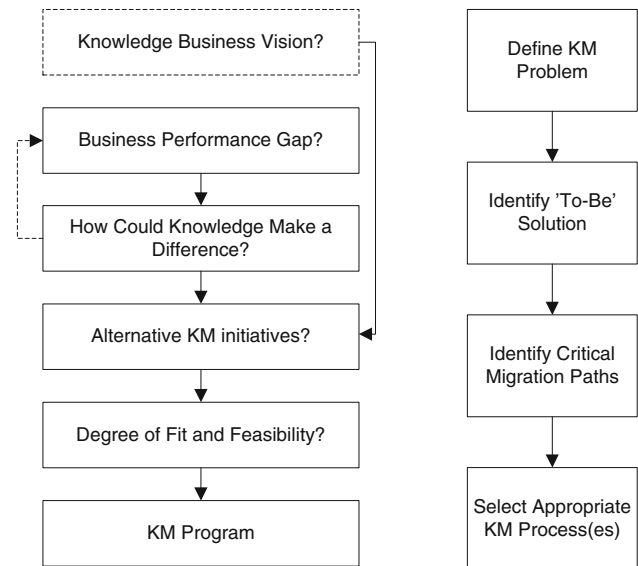 Knowledge Business Vision?
Business Performance Gap?
How Could Knowledge Make a
Difference?
Alternative KM initiatives?
Degree of Fit and Feasibility?
KM Program
Define KM
Problem
Identify 'To-Be'
Solution
Identify Critical
Migration Paths
Select Appropriate
KM Process(es)